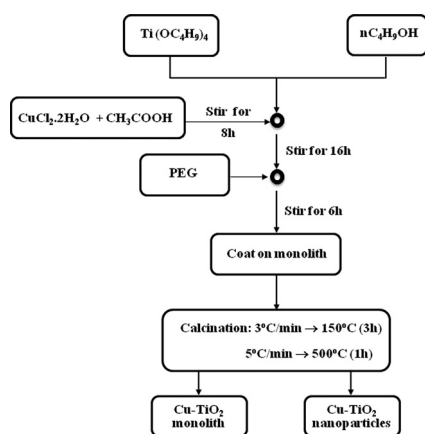 Ti(OC₄H₉)₄
nC₄H₉OH
CuCl₂.2H₂O + CH₃COOH
Stir for
8h
Stir for 16h
PEG
Stir for 6h
Coat on monolith
Calcination: 3°C/min → 150°C (3h)
5°C/min → 500°C (1h)
Cu-TiO₂
monolith
Cu-TiO₂
nanoparticles